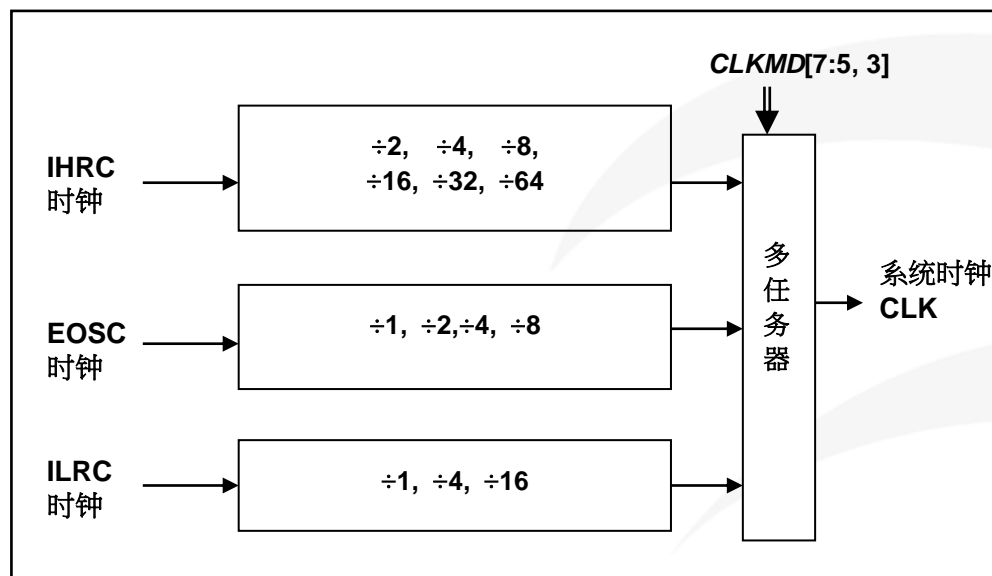 CLKMD[7:5, 3]
÷2, ÷4, ÷8,
÷16, ÷32, ÷64
IHRC
时钟
÷1, ÷2,÷4, ÷8
EOSC
时钟
÷1, ÷4, ÷16
ILRC
时钟
多
任
务
器
系统时钟
CLK